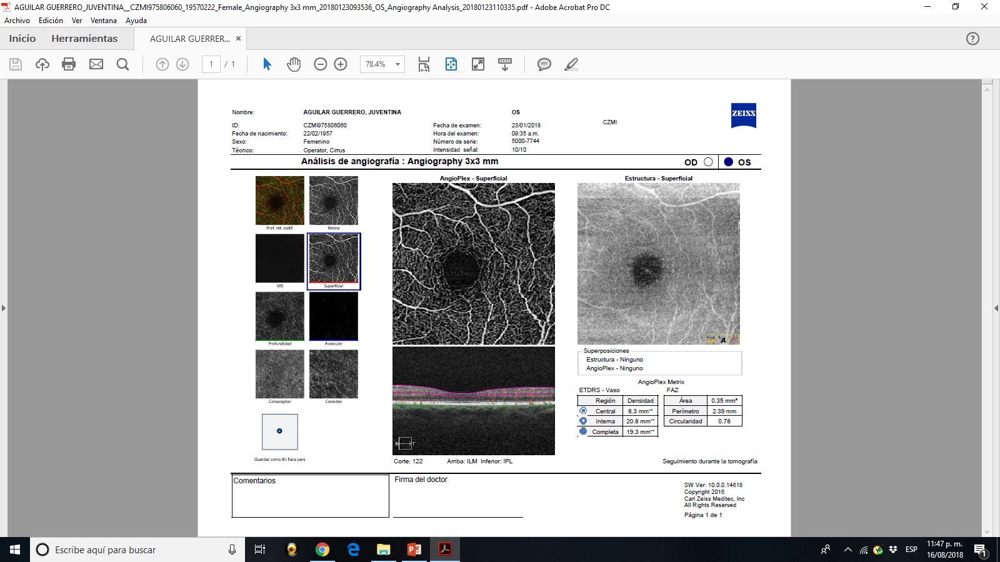 AGUILAR GUERRERO_JUVENTINA__CZMI975806060_19570222_Female_Angiography 3x3 mm_20180123093536_OS_Angiography Analysis_20180123110335.pdf - Adobe Acrobat Pro DC
Archivo Edición Ver Ventana Ayuda
Inicio Herramientas AGUILAR GUERRER... ×
1 / 1 78.4%
Nombre: AGUILAR GUERRERO, JUVENTINA OS
ZEISS
ID: CZMI975806060 Fecha de examen: 23/01/2018 CZMI
Fecha de nacimiento: 22/02/1957 Hora del examen: 09:35 a.m.
Sexo: Femenino Número de serie: 5000-7744
Técnico: Operator, Cirrus Intensidad señal: 10/10
Análisis de angiografía : Angiography 3x3 mm OD OS
AngioPlex - Superficial Estructura - Superficial
Prof. ret. codif. Retina
VRI Superficial
Profundidad Avascular
Coriocapilar Coroides
Guardar como En Face pers
N T
Corte: 122 Arriba: ILM Inferior: IPL
A
Superposiciones
Estructura - Ninguno
AngioPlex - Ninguno
AngioPlex Metrix
ETDRS - Vaso FAZ
Región Densidad Área 0.35 mm²
Central 8.3 mm⁻¹ Perímetro 2.39 mm
Interna 20.8 mm⁻¹ Circularidad 0.78
Completa 19.3 mm⁻¹
Seguimiento durante la tomografía
Comentarios Firma del doctor
SW Ver: 10.0.0.14618
Copyright 2016
Carl Zeiss Meditec, Inc
All Rights Reserved
Página 1 de 1
Escribe aquí para buscar
ESP
11:47 p. m.
16/08/2018
1